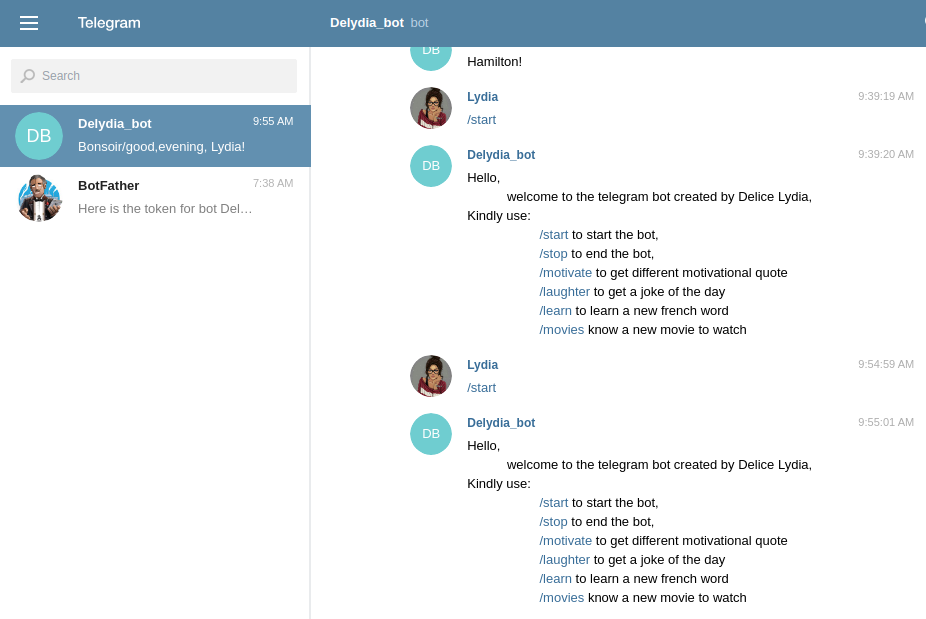 Telegram
Delydia_bot bot
Search
DB
Delydia_bot 9:55 AM
Bonsoir/good,evening, Lydia!
BotFather 7:38 AM
Here is the token for bot Del…
DB
Hamilton!
Lydia 9:39:19 AM
/start
DB
Delydia_bot 9:39:20 AM
Hello,
welcome to the telegram bot created by Delice Lydia,
Kindly use:
/start to start the bot,
/stop to end the bot,
/motivate to get different motivational quote
/laughter to get a joke of the day
/learn to learn a new french word
/movies know a new movie to watch
Lydia 9:54:59 AM
/start
DB
Delydia_bot 9:55:01 AM
Hello,
welcome to the telegram bot created by Delice Lydia,
Kindly use:
/start to start the bot,
/stop to end the bot,
/motivate to get different motivational quote
/laughter to get a joke of the day
/learn to learn a new french word
/movies know a new movie to watch